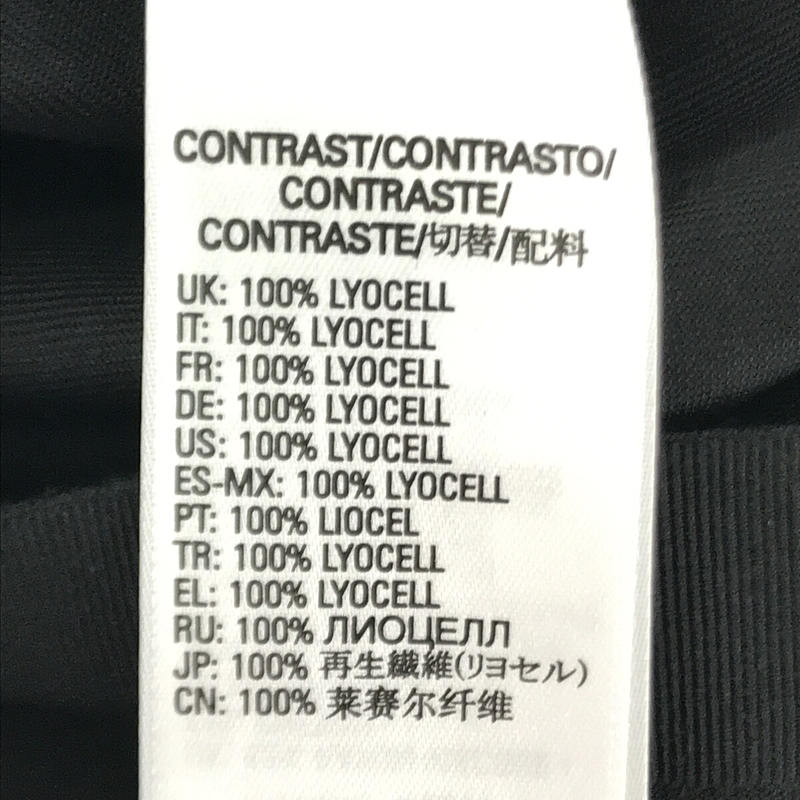 CONTRAST/CONTRASTO/
CONTRASTE/
CONTRASTE/切替/配料
UK: 100% LYOCELL
IT: 100% LYOCELL
FR: 100% LYOCELL
DE: 100% LYOCELL
US: 100% LYOCELL
ES-MX: 100% LYOCELL
PT: 100% LIOCEL
TR: 100% LYOCELL
EL: 100% LYOCELL
RU: 100% ЛИОЦЕЛЛ
JP: 100% 再生繊維(リヨセル)
CN: 100% 莱赛尔纤维